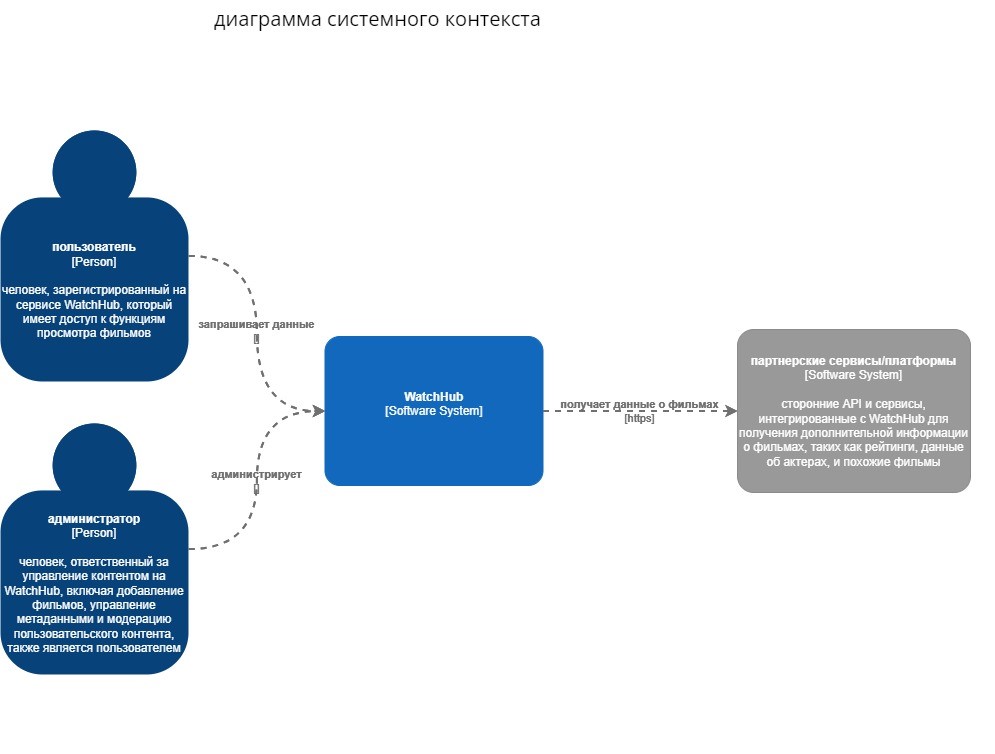 диаграмма системного контекста
пользователь
[Person]
человек, зарегистрированный на
сервисе WatchHub, который
имеет доступ к функциям
просмотра фильмов
запрашивает данные
[]
WatchHub
[Software System]
получает данные о фильмах
[https]
партнерские сервисы/платформы
[Software System]
сторонние API и сервисы,
интегрированные с WatchHub для
получения дополнительной информации
о фильмах, таких как рейтинги, данные
об актерах, и похожие фильмы
администрирует
[]
администратор
[Person]
человек, ответственный за
управление контентом на
WatchHub, включая добавление
фильмов, управление
метаданными и модерацию
пользовательского контента,
также является пользователем